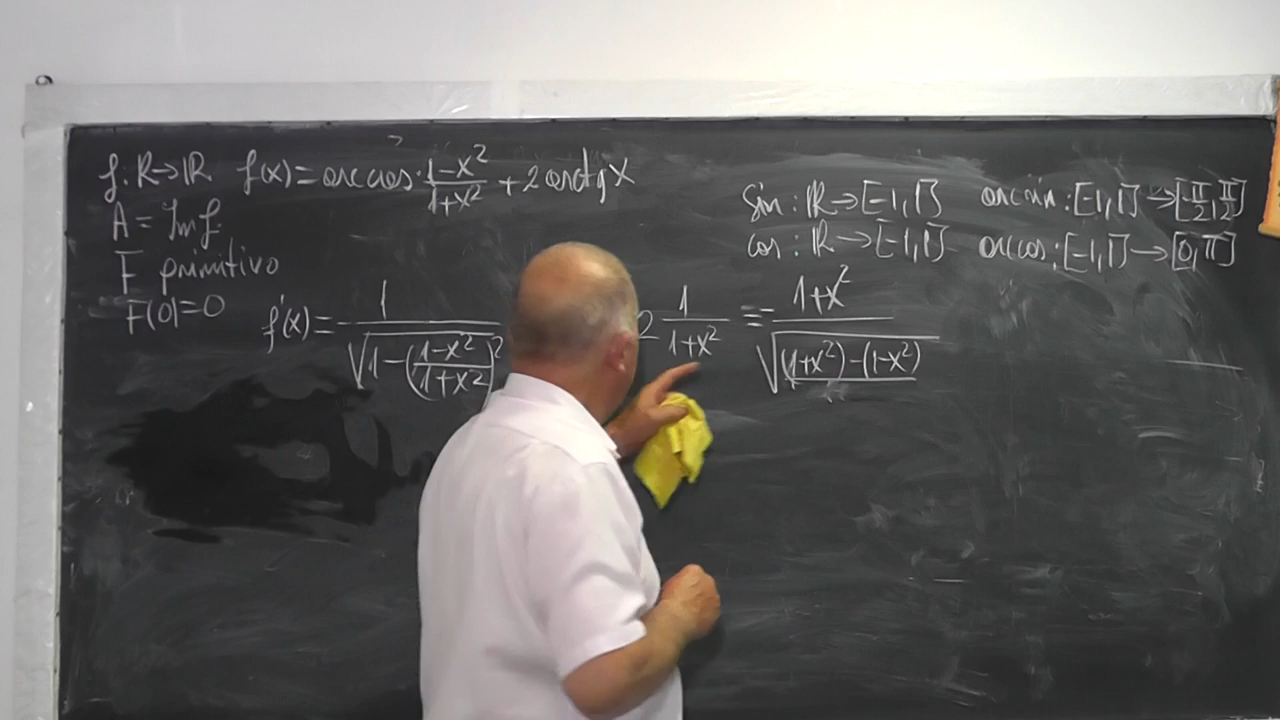 f: R→ℝ f(x) = arccos · (1-x²)/(1+x²) + 2 arctg x
A = Im f
F primitivo
F(0)=0
sin : ℝ→[-1,1] arcsin : [-1,1]→[-π/2, π/2]
cos : ℝ→[-1,1] arccos : [-1,1]→[0,π]
f'(x) = - 1/√(1-((1-x²)/(1+x²))²) 2 1/(1+x²) = (1+x²)/√((1+x²)-(1-x²))